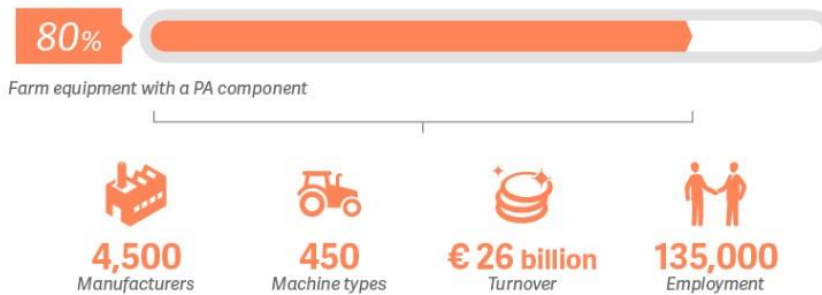 80%
Farm equipment with a PA component
4,500
Manufacturers
450
Machine types
€ 26 billion
Turnover
135,000
Employment